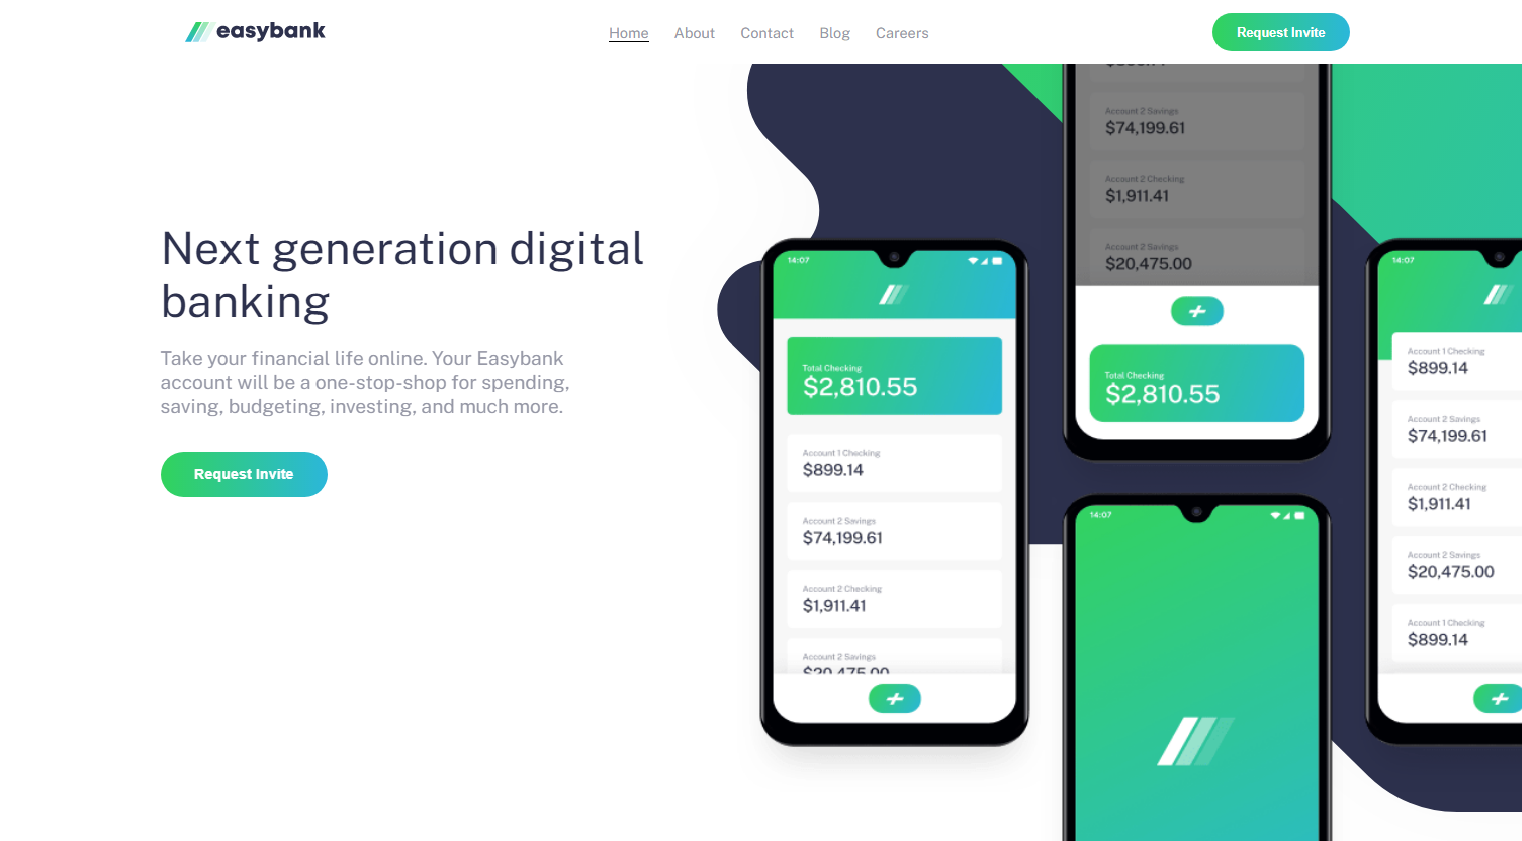 easybank
Home
About
Contact
Blog
Careers
Request Invite
Next generation digital
banking
Take your financial life online. Your Easybank
account will be a one-stop-shop for spending,
saving, budgeting, investing, and much more.
Request Invite
14:07
Total Checking
$2,810.55
Account 1 Checking
$899.14
Account 2 Savings
$74,199.61
Account 2 Checking
$1,911.41
Account 2 Savings
$20,475.00
Account 2 Savings
$74,199.61
Account 2 Checking
$1,911.41
Account 2 Savings
$20,475.00
Total Checking
$2,810.55
14:07
14:07
Account 1 Checking
$899.14
Account 2 Savings
$74,199.61
Account 2 Checking
$1,911.41
Account 2 Savings
$20,475.00
Account 1 Checking
$899.14